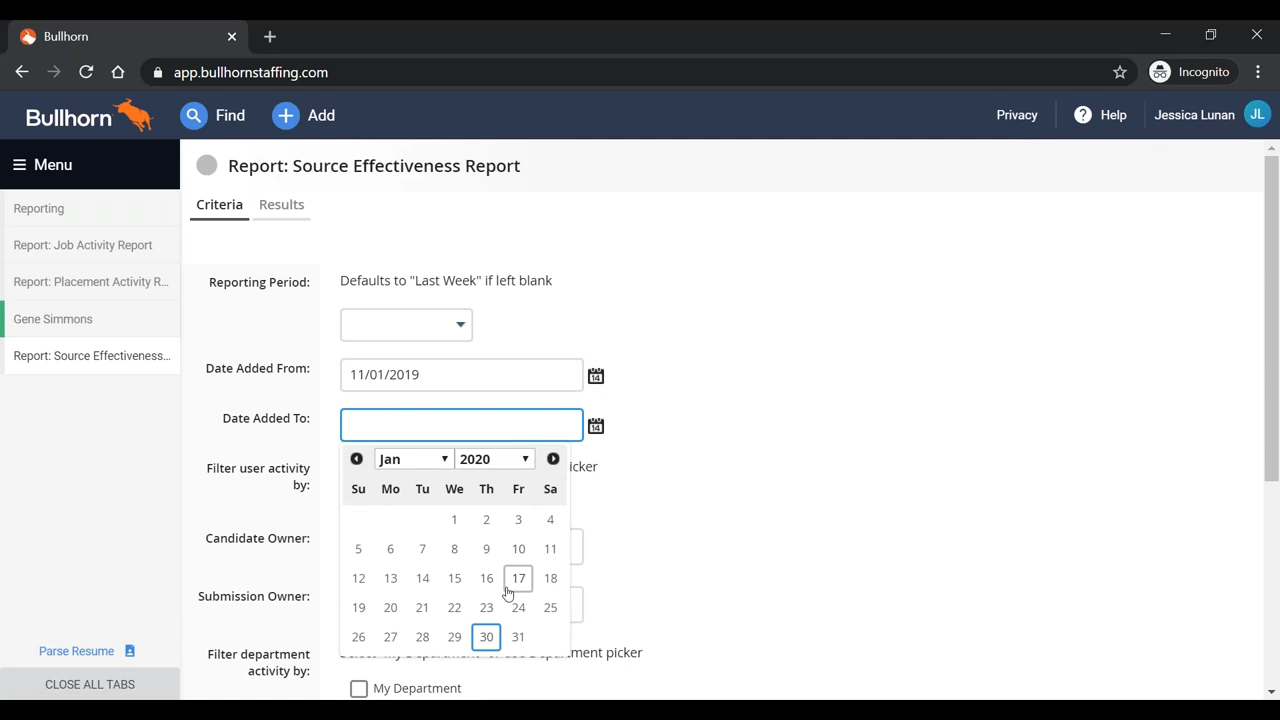 Bullhorn
app.bullhornstaffing.com
Incognito
Bullhorn
Find
Add
Privacy
Help
Jessica Lunan
JL
Menu
Report: Source Effectiveness Report
Criteria
Results
Reporting
Report: Job Activity Report
Report: Placement Activity R...
Gene Simmons
Report: Source Effectiveness...
Reporting Period:
Defaults to "Last Week" if left blank
Date Added From:
11/01/2019
14
Date Added To:
14
Jan
2020
Su Mo Tu We Th Fr Sa
1 2 3 4
5 6 7 8 9 10 11
12 13 14 15 16 17 18
19 20 21 22 23 24 25
26 27 28 29 30 31
Filter user activity
by:
icker
Candidate Owner:
Submission Owner:
Filter department
activity by:
ment picker
My Department
Parse Resume
CLOSE ALL TABS